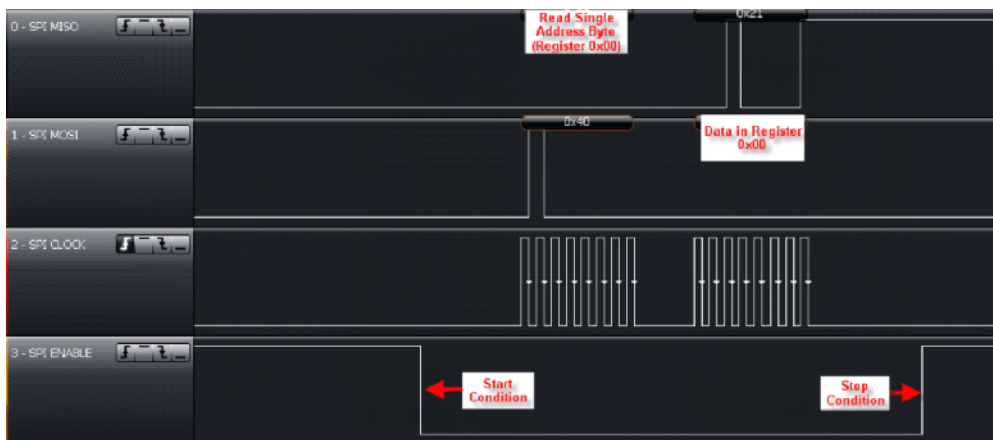 0 - SPI MISO
Read Single
Address Byte
(Register 0x00)
0x21
1 - SPI MOSI
0x40
Data In Register
0x00
2 - SPI CLOCK
3 - SPI ENABLE
Start
Condition
Stop
Condition